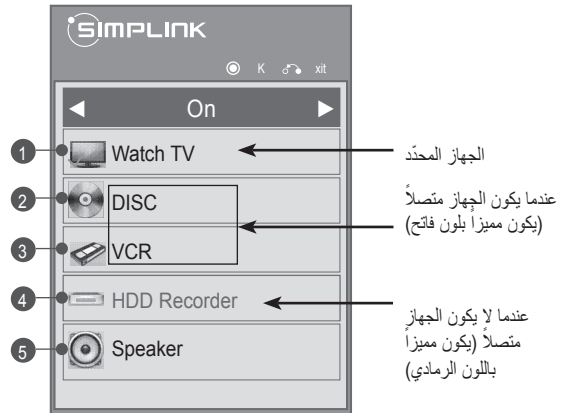 SIMPLINK
K xit
On
1 Watch TV
الجهاز المحدّد
2 DISC
عندما يكون الجهاز متصلاً
(يكون مميزاً بلون فاتح)
3 VCR
4 HDD Recorder
عندما لا يكون الجهاز
متصلاً (يكون مميزاً
باللون الرمادي)
5 Speaker